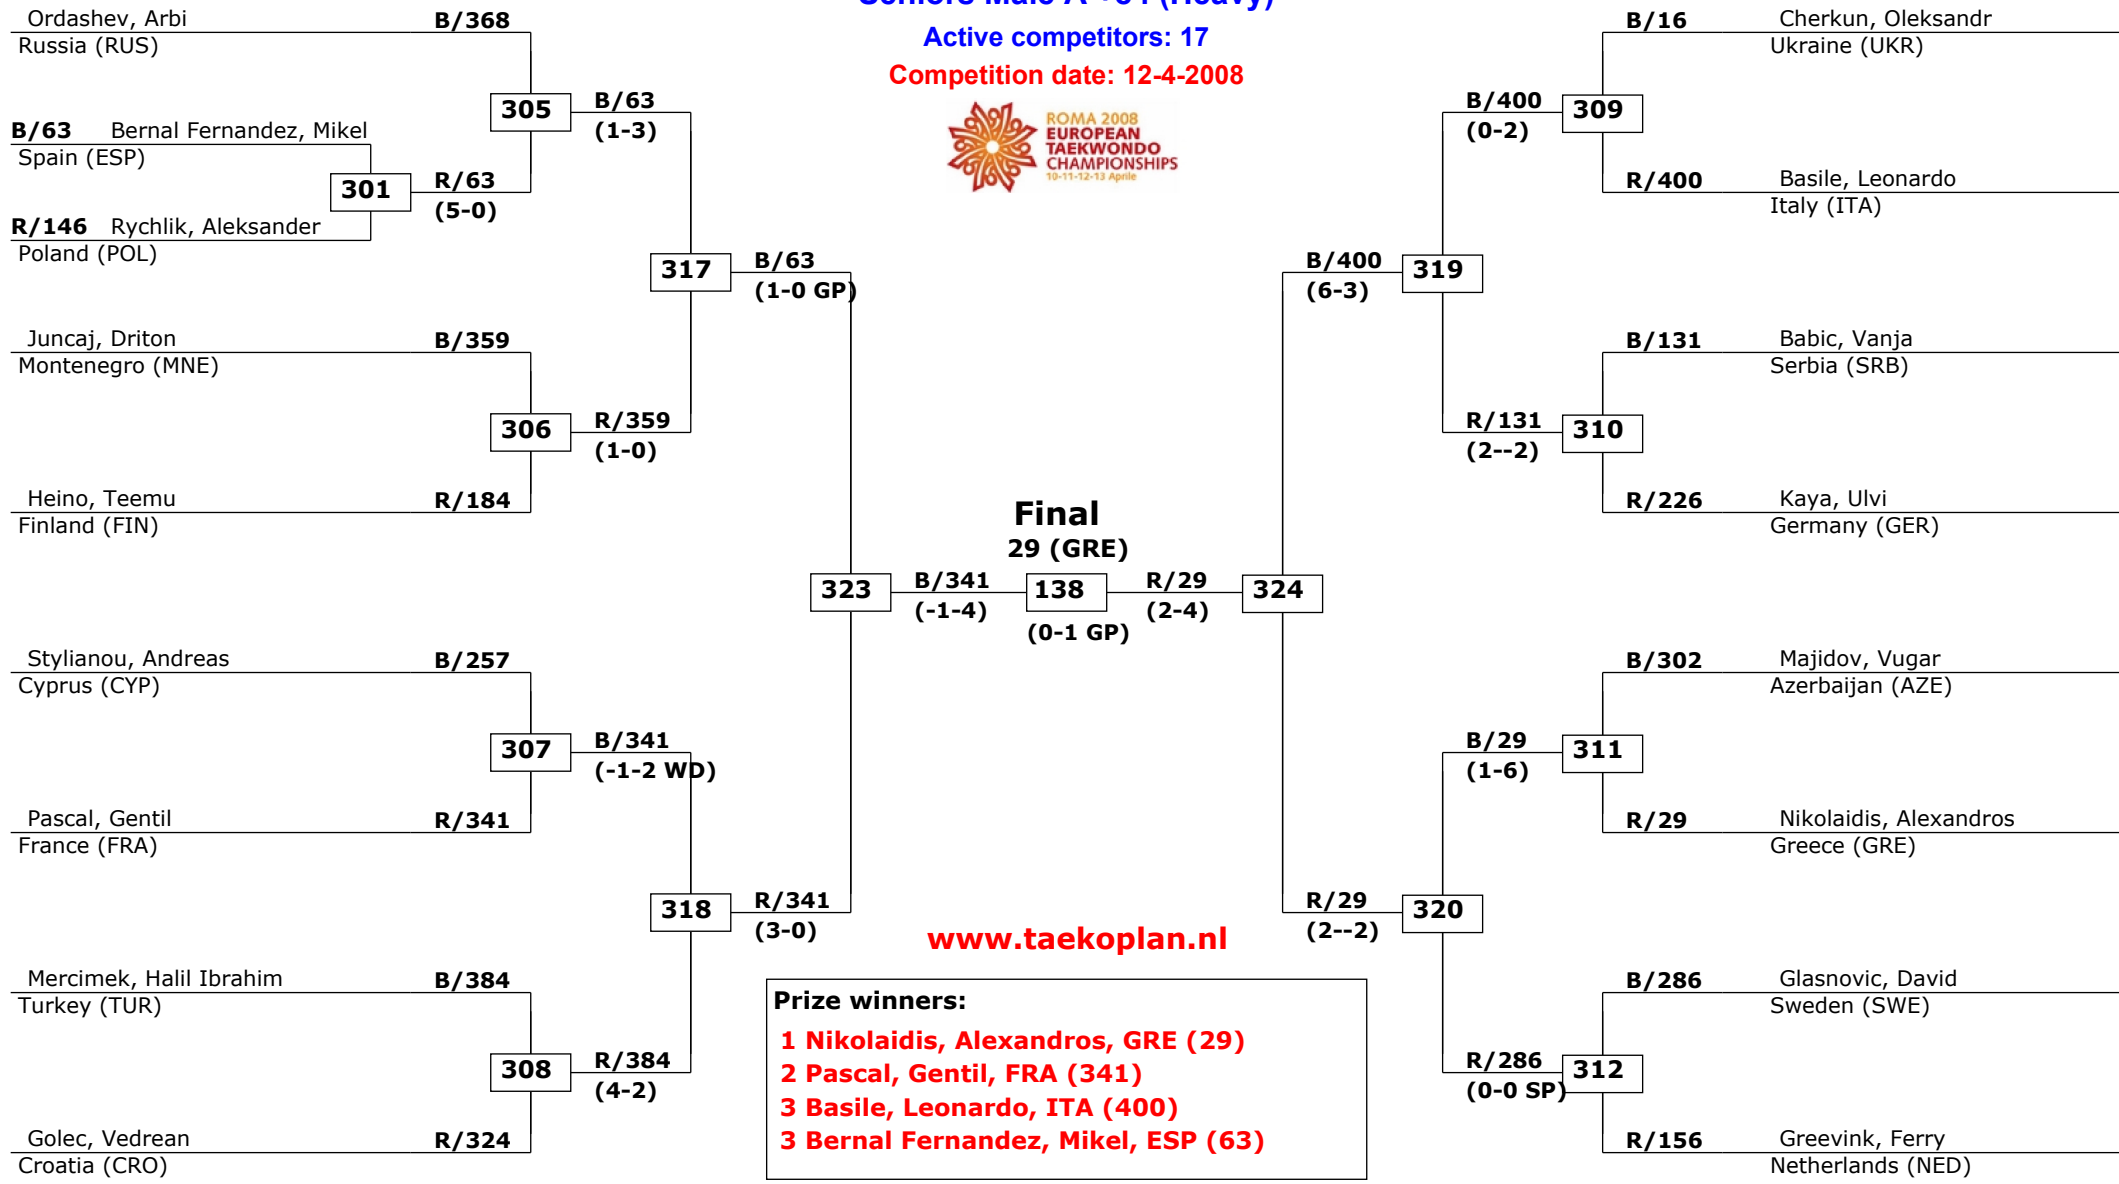 Active competitors: 17
Competition date: 12-4-2008
ROMA 2008
EUROPEAN
TAEKWONDO
CHAMPIONSHIPS
10-11-12-13 Aprile
Ordashev, Arbi B/368
Russia (RUS)
B/63 Bernal Fernandez, Mikel
Spain (ESP)
301
R/63
(5-0)
R/146 Rychlik, Aleksander
Poland (POL)
305
B/63
(1-3)
Juncaj, Driton B/359
Montenegro (MNE)
306
R/359
(1-0)
Heino, Teemu R/184
Finland (FIN)
317
B/63
(1-0 GP)
Stylianou, Andreas B/257
Cyprus (CYP)
307
B/341
(-1-2 WD)
Pascal, Gentil R/341
France (FRA)
318
R/341
(3-0)
Mercimek, Halil Ibrahim B/384
Turkey (TUR)
308
R/384
(4-2)
Golec, Vedrean R/324
Croatia (CRO)
323
B/341
(-1-4)
Final
29 (GRE)
138
(0-1 GP)
R/29
(2-4)
324
B/16 Cherkun, Oleksandr
Ukraine (UKR)
B/400
(0-2)
309
R/400 Basile, Leonardo
Italy (ITA)
B/400
(6-3)
319
B/131 Babic, Vanja
Serbia (SRB)
R/131
(2--2)
310
R/226 Kaya, Ulvi
Germany (GER)
B/302 Majidov, Vugar
Azerbaijan (AZE)
B/29
(1-6)
311
R/29 Nikolaidis, Alexandros
Greece (GRE)
R/29
(2--2)
320
B/286 Glasnovic, David
Sweden (SWE)
R/286
(0-0 SP)
312
R/156 Greevink, Ferry
Netherlands (NED)
www.taekoplan.nl
Prize winners:
1 Nikolaidis, Alexandros, GRE (29)
2 Pascal, Gentil, FRA (341)
3 Basile, Leonardo, ITA (400)
3 Bernal Fernandez, Mikel, ESP (63)